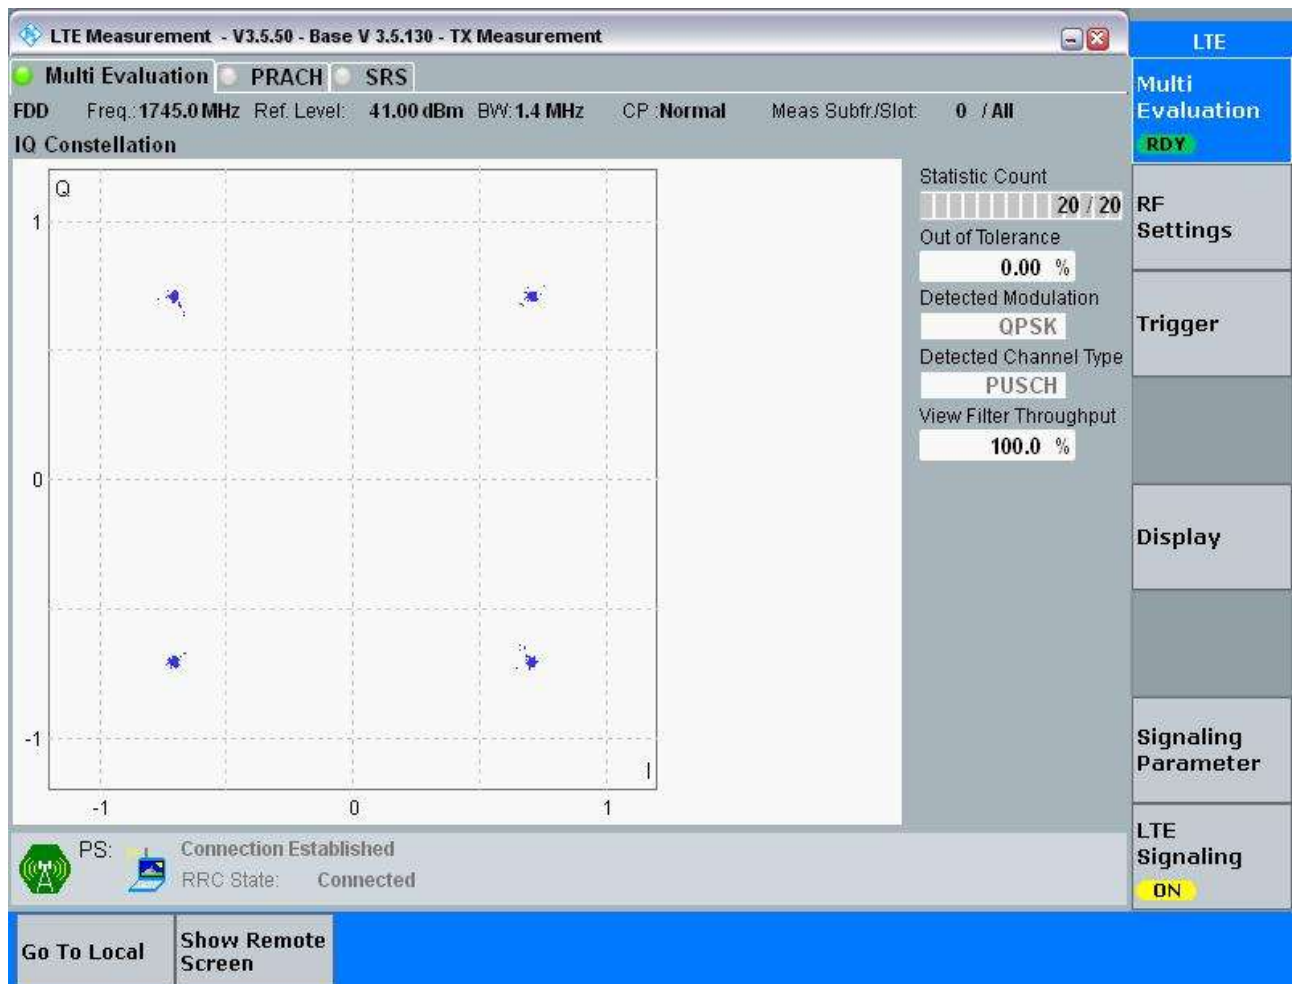 LTE Measurement - V3.5.50 - Base V 3.5.130 - TX Measurement
LTE
Multi Evaluation PRACH SRS
FDD Freq.:1745.0 MHz Ref. Level: 41.00 dBm BW:1.4 MHz CP :Normal Meas Subfr/Slot: 0 / All
IQ Constellation
Q
1
0
-1
-1 0 1
I
Statistic Count
20 / 20
Out of Tolerance
0.00 %
Detected Modulation
QPSK
Detected Channel Type
PUSCH
View Filter Throughput
100.0 %
Multi
Evaluation
RDY
RF
Settings
Trigger
Display
Signaling
Parameter
LTE
Signaling
ON
PS: Connection Established
RRC State: Connected
Go To Local
Show Remote
Screen